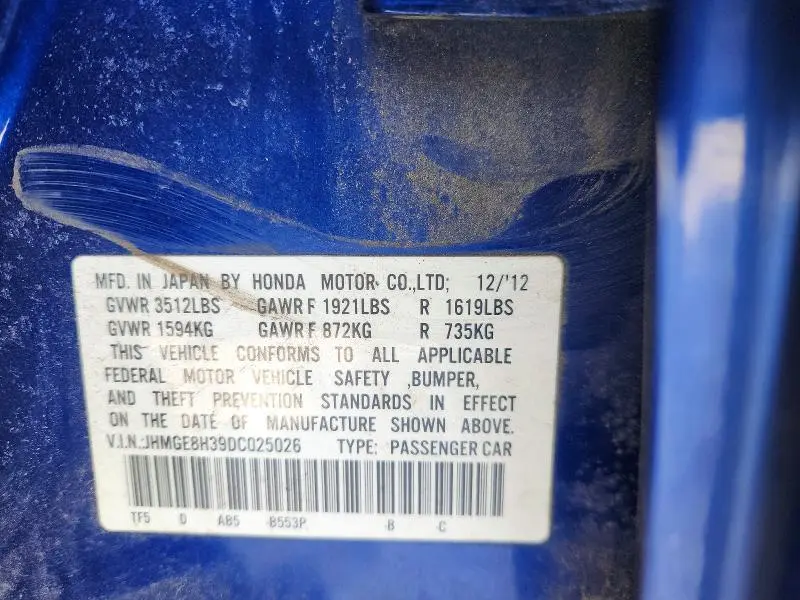 MFD. IN JAPAN BY HONDA MOTOR CO.,LTD; 12/'12
GVWR 3512LBS GAWR F 1921LBS R 1619LBS
GVWR 1594KG GAWR F 872KG R 735KG
THIS VEHICLE CONFORMS TO ALL APPLICABLE
FEDERAL MOTOR VEHICLE SAFETY ,BUMPER,
AND THEFT PREVENTION STANDARDS IN EFFECT
ON THE DATE OF MANUFACTURE SHOWN ABOVE.
V.I.N.:JHMGE8H39DC025026 TYPE: PASSENGER CAR
TF5 D AB5 B553P B C